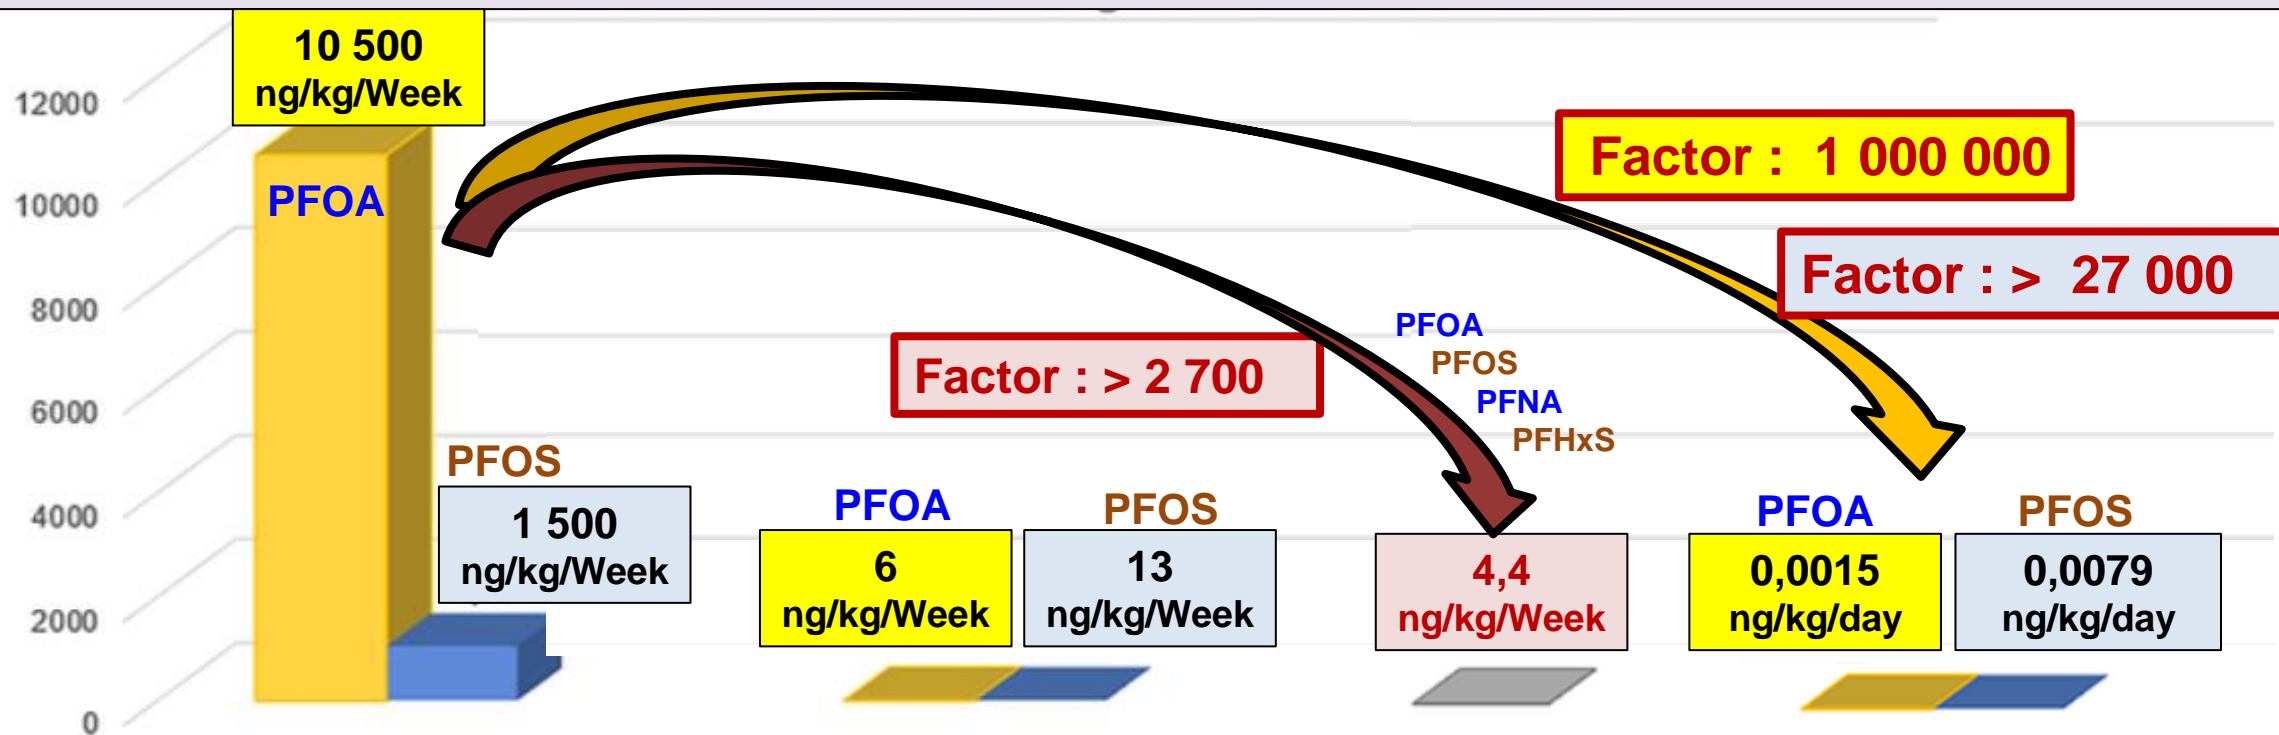 10 500
ng/kg/Week
12000
10000
8000
6000
4000
2000
0
PFOA
PFOS
1 500
ng/kg/Week
Factor : > 2 700
Factor : 1 000 000
Factor : > 27 000
PFOA
6
ng/kg/Week
PFOS
13
ng/kg/Week
PFOA
PFOS
PFNA
PFHxS
4,4
ng/kg/Week
PFOA
0,0015
ng/kg/day
PFOS
0,0079
ng/kg/day